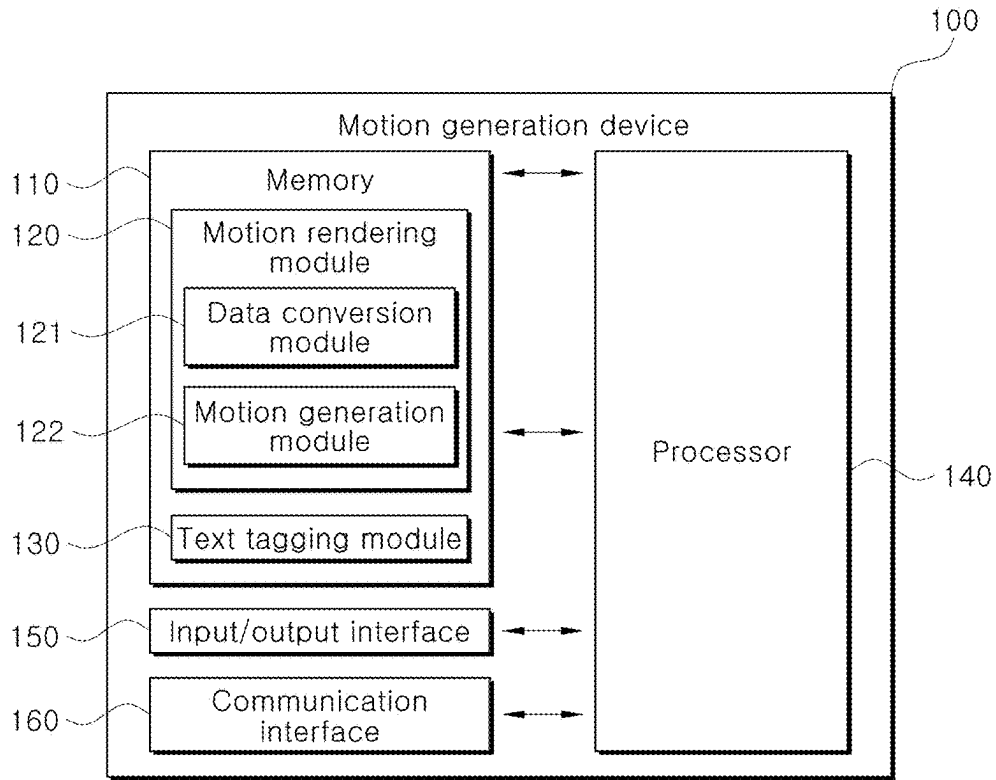 100
Motion generation device
110
Memory
120
Motion rendering
module
121
Data conversion
module
122
Motion generation
module
Processor
140
130
Text tagging module
150
Input/output interface
160
Communication
interface